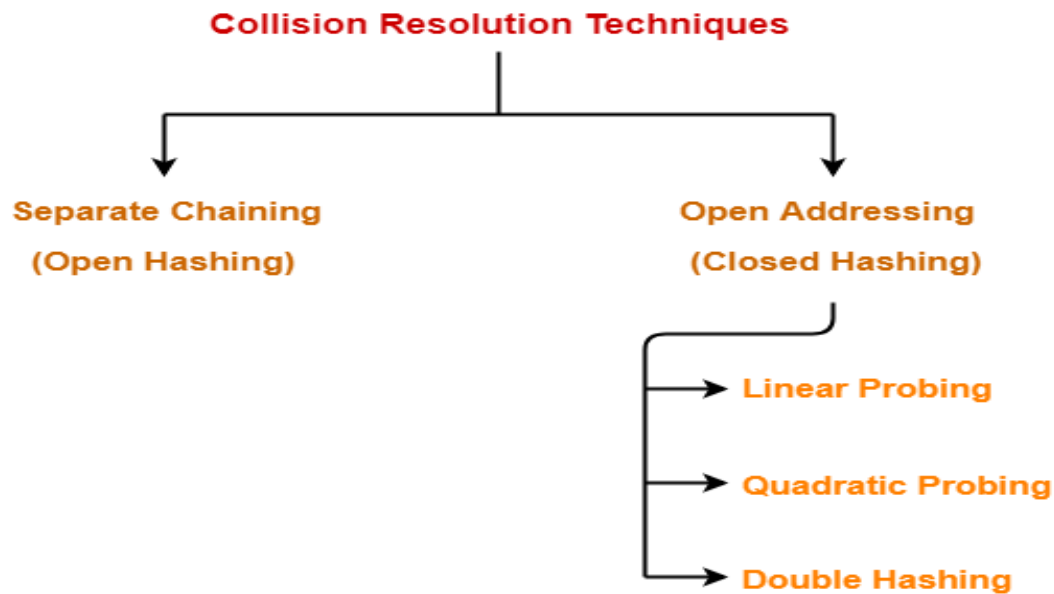 Collision Resolution Techniques
Separate Chaining
(Open Hashing)
Open Addressing
(Closed Hashing)
Linear Probing
Quadratic Probing
Double Hashing